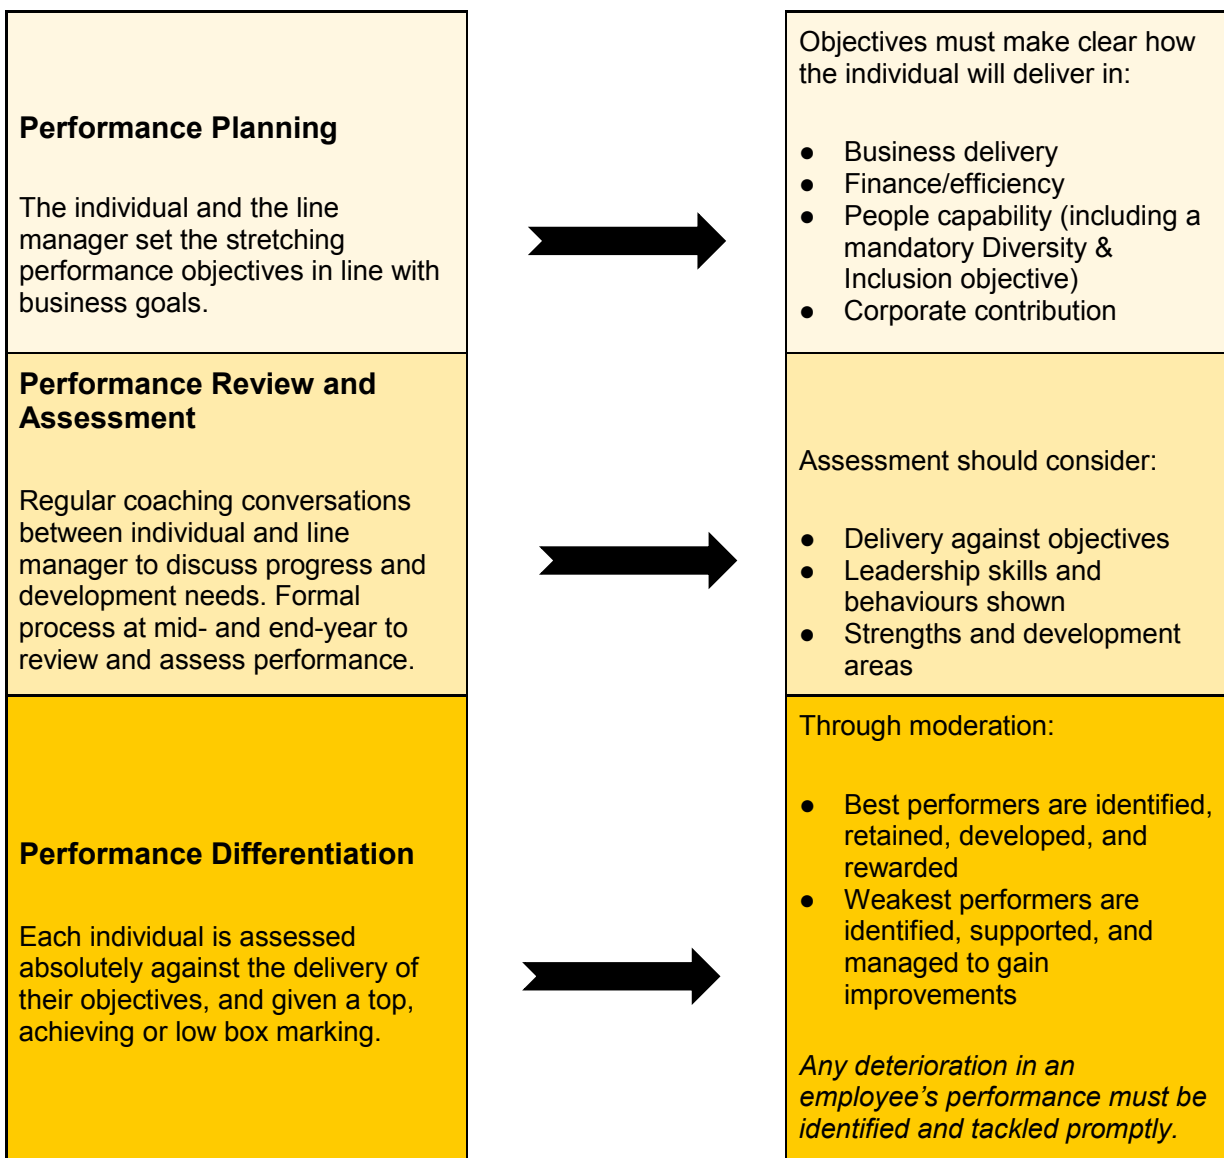 Performance Planning
The individual and the line
manager set the stretching
performance objectives in line with
business goals.
Objectives must make clear how
the individual will deliver in:
● Business delivery
● Finance/efficiency
● People capability (including a
mandatory Diversity &
Inclusion objective)
● Corporate contribution
Performance Review and
Assessment
Regular coaching conversations
between individual and line
manager to discuss progress and
development needs. Formal
process at mid- and end-year to
review and assess performance.
Assessment should consider:
● Delivery against objectives
● Leadership skills and
behaviours shown
● Strengths and development
areas
Performance Differentiation
Each individual is assessed
absolutely against the delivery of
their objectives, and given a top,
achieving or low box marking.
Through moderation:
● Best performers are identified,
retained, developed, and
rewarded
● Weakest performers are
identified, supported, and
managed to gain
improvements
Any deterioration in an
employee’s performance must be
identified and tackled promptly.